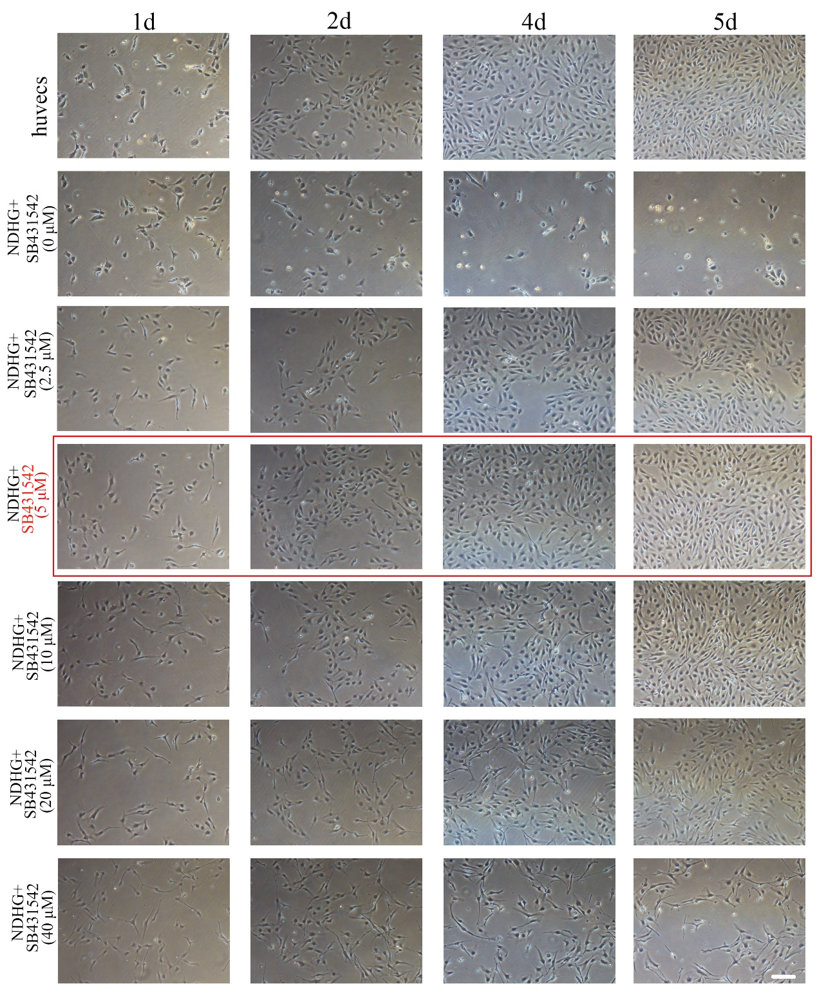 1d 2d 4d 5d
huvecs
NDHG+
SB431542
(0 µM)
NDHG+
SB431542
(2.5 µM)
NDHG+
SB431542
(5 µM)
NDHG+
SB431542
(10 µM)
NDHG+
SB431542
(20 µM)
NDHG+
SB431542
(40 µM)